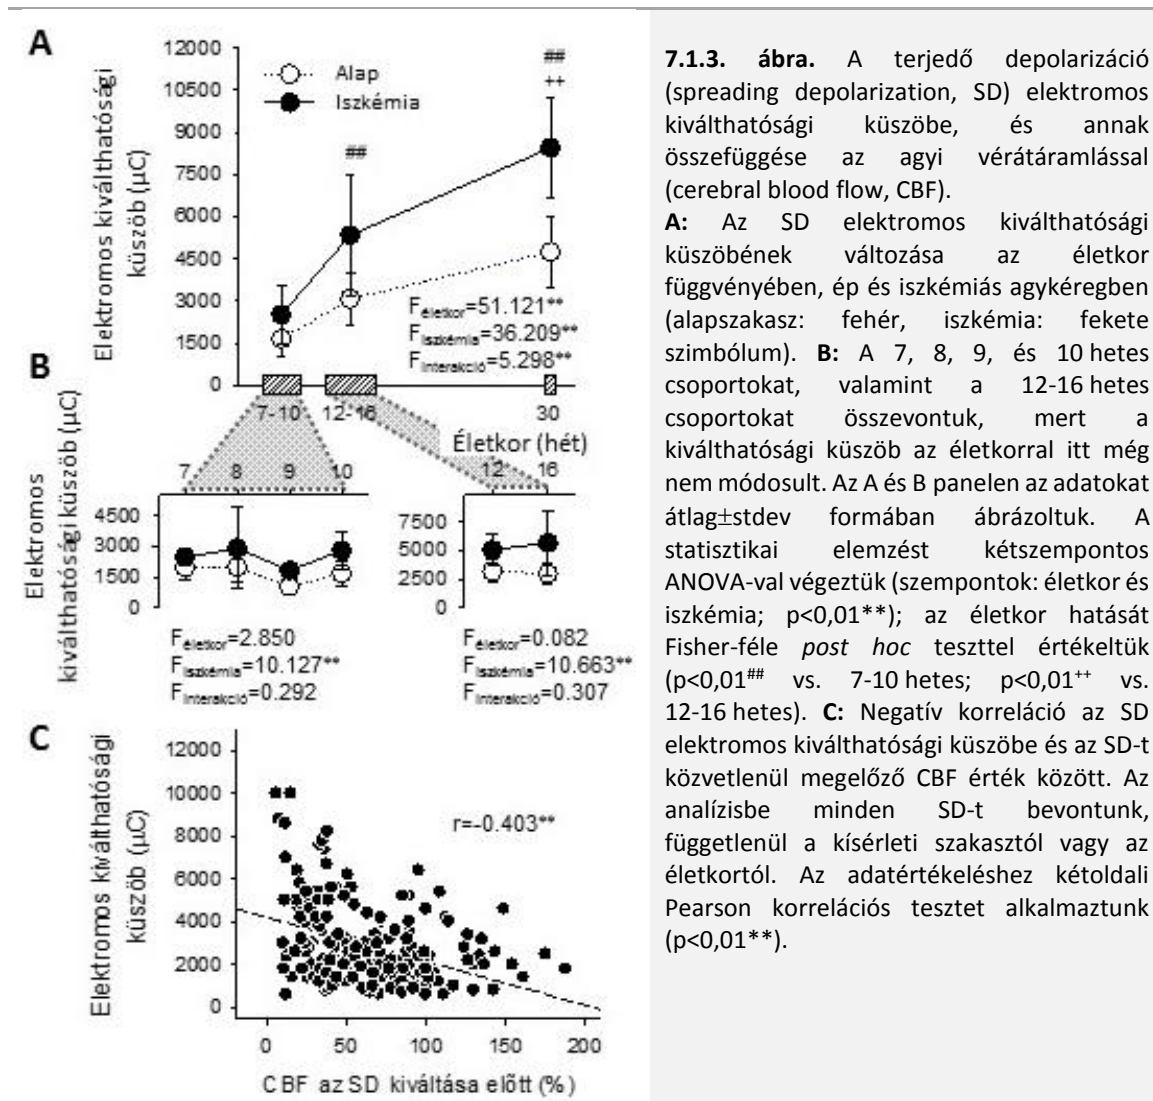 A
12000
10500
9000
7500
6000
4500
3000
1500
0
Elektromos kiválthatósági
küszöb (µC)
Alap
Iszkémia
##
##
++
Féletkor=51.121**
Fiszkémia=36.209**
Finterakció=5.298**
7-10
12-16
30
Életkor (hét)
B
Elektromos
kiválthatósági küszöb (µC)
7
8
9
10
12
16
4500
3000
1500
0
7500
5000
2500
0
Féletkor=2.850
Fiszkémia=10.127**
Finterakció=0.292
Féletkor=0.082
Fiszkémia=10.663**
Finterakció=0.307
C
Elektromos kiválthatósági
küszöb (µC)
12000
10000
8000
6000
4000
2000
0
r=-0.403**
0
50
100
150
200
CBF az SD kiváltása előtt (%)
7.1.3. ábra. A terjedő depolarizáció
(spreading depolarization, SD) elektromos
kiválthatósági küszöbe, és annak
összefüggése az agyi vérátáramlással
(cerebral blood flow, CBF).
A: Az SD elektromos kiválthatósági
küszöbének változása az életkor
függvényében, ép és iszkémiás agykéregben
(alapszakasz: fehér, iszkémia: fekete
szimbólum). B: A 7, 8, 9, és 10 hetes
csoportokat, valamint a 12-16 hetes
csoportokat összevontuk, mert a
kiválthatósági küszöb az életkorral itt még
nem módosult. Az A és B panelen az adatokat
átlag±stdev formában ábrázoltuk. A
statisztikai elemzést kétszempontos
ANOVA-val végeztük (szempontok: életkor és
iszkémia; p<0,01**); az életkor hatását
Fisher-féle post hoc teszttel értékeltük
(p<0,01## vs. 7-10 hetes; p<0,01++ vs.
12-16 hetes). C: Negatív korreláció az SD
elektromos kiválthatósági küszöbe és az SD-t
közvetlenül megelőző CBF érték között. Az
analízisbe minden SD-t bevontunk,
függetlenül a kísérleti szakasztól vagy az
életkortól. Az adatértékeléshez kétoldali
Pearson korrelációs tesztet alkalmaztunk
(p<0,01**).